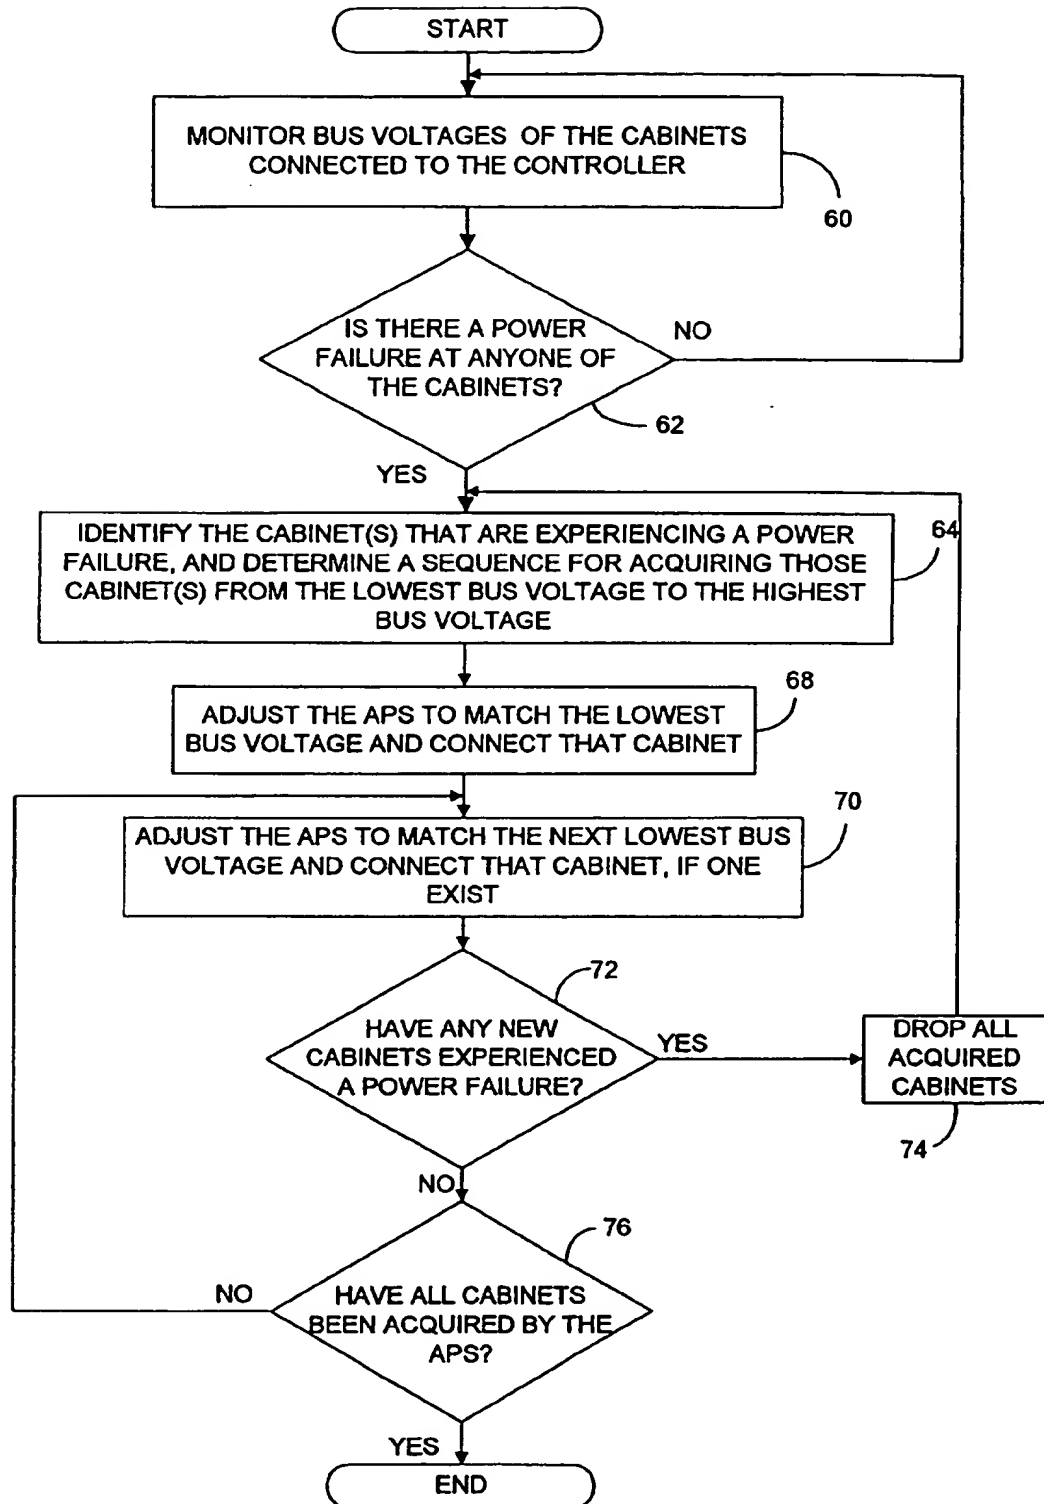 START
MONITOR BUS VOLTAGES OF THE CABINETS
CONNECTED TO THE CONTROLLER
60
IS THERE A POWER
FAILURE AT ANYONE OF
THE CABINETS?
NO
62
YES
IDENTIFY THE CABINET(S) THAT ARE EXPERIENCING A POWER
FAILURE, AND DETERMINE A SEQUENCE FOR ACQUIRING THOSE
CABINET(S) FROM THE LOWEST BUS VOLTAGE TO THE HIGHEST
BUS VOLTAGE
64
68
ADJUST THE APS TO MATCH THE LOWEST
BUS VOLTAGE AND CONNECT THAT CABINET
70
ADJUST THE APS TO MATCH THE NEXT LOWEST BUS
VOLTAGE AND CONNECT THAT CABINET, IF ONE
EXIST
72
HAVE ANY NEW
CABINETS EXPERIENCED
A POWER FAILURE?
YES
DROP ALL
ACQUIRED
CABINETS
74
NO
76
HAVE ALL CABINETS
BEEN ACQUIRED BY THE
APS?
NO
YES
END